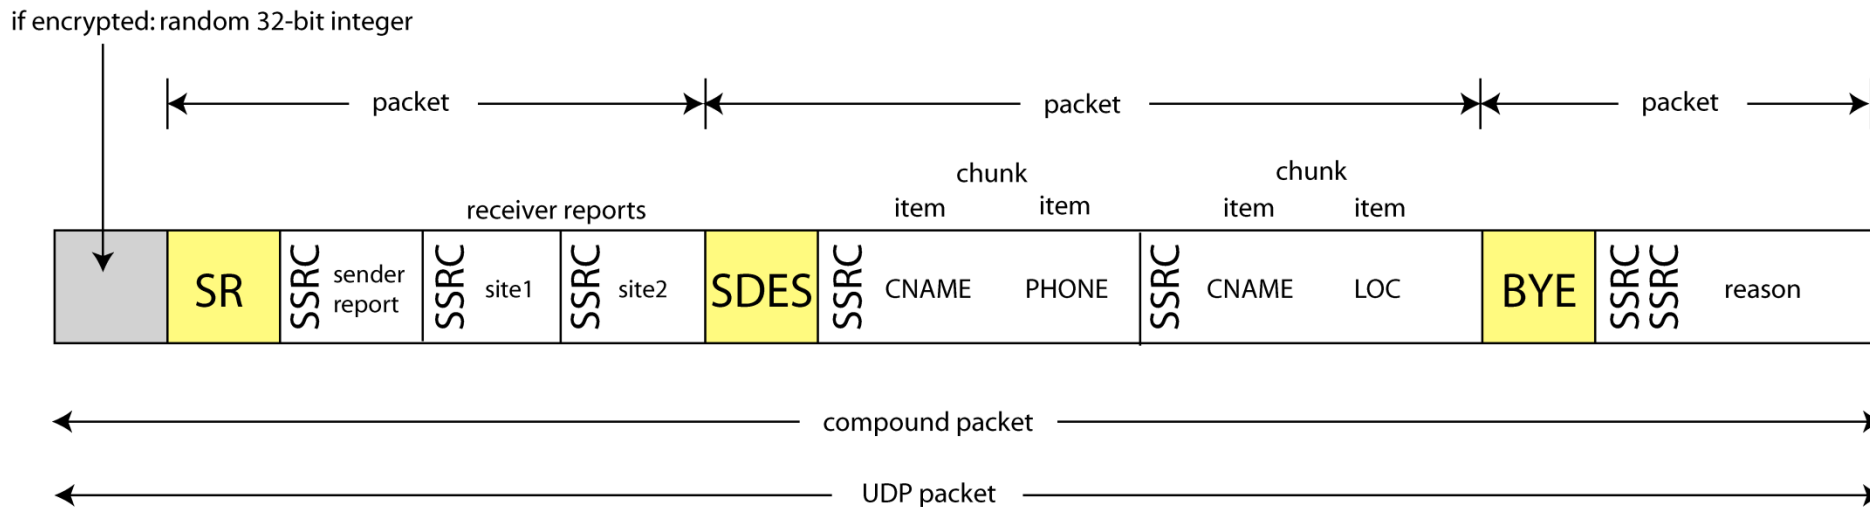 if encrypted: random 32-bit integer
packet
packet
packet
chunk
chunk
receiver reports
item
item
item
item
SR
SSRC
sender
report
SSRC
site1
SSRC
site2
SDES
SSRC
CNAME
PHONE
SSRC
CNAME
LOC
BYE
SSRC
SSRC
reason
compound packet
UDP packet